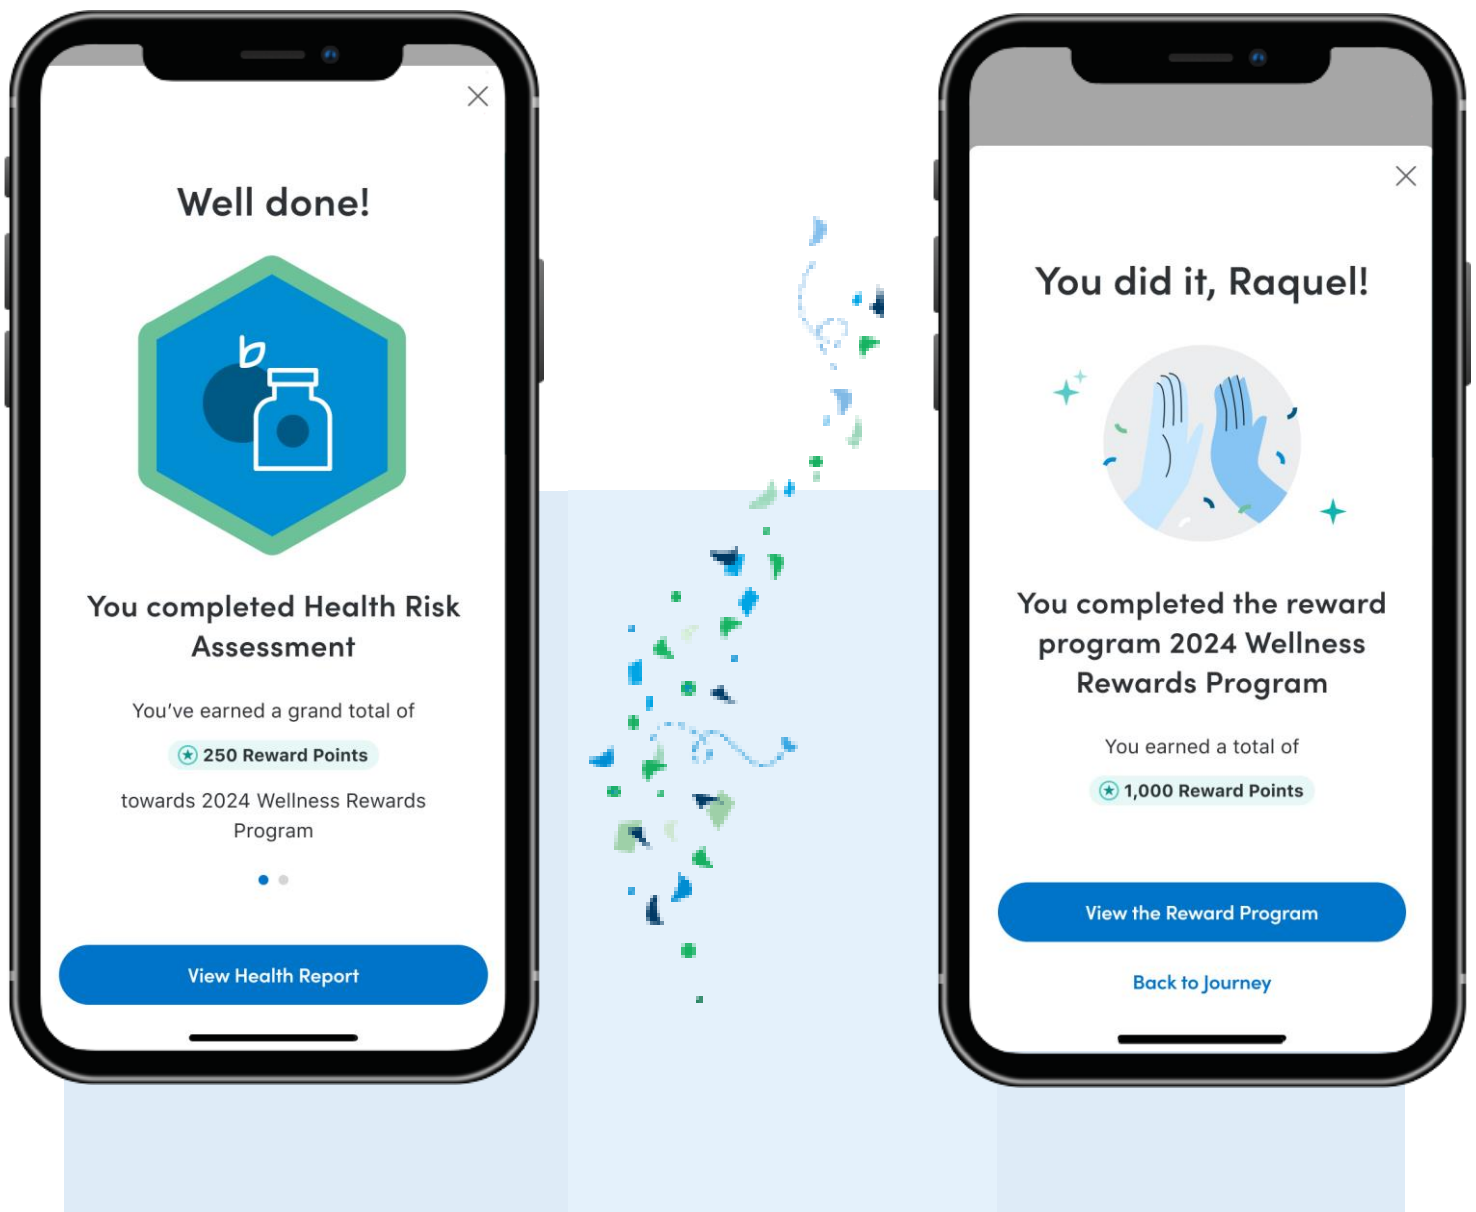 Well done!
You completed Health Risk
Assessment
You've earned a grand total of
250 Reward Points
towards 2024 Wellness Rewards
Program
View Health Report
You did it, Raquel!
You completed the reward
program 2024 Wellness
Rewards Program
You earned a total of
1,000 Reward Points
View the Reward Program
Back to Journey